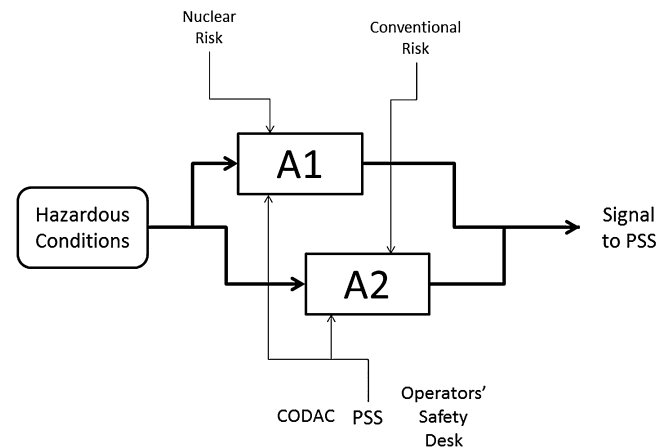 Nuclear
Risk
Conventional
Risk
A1
Hazardous
Conditions
Signal
to PSS
A2
CODAC
PSS
Operators’
Safety
Desk